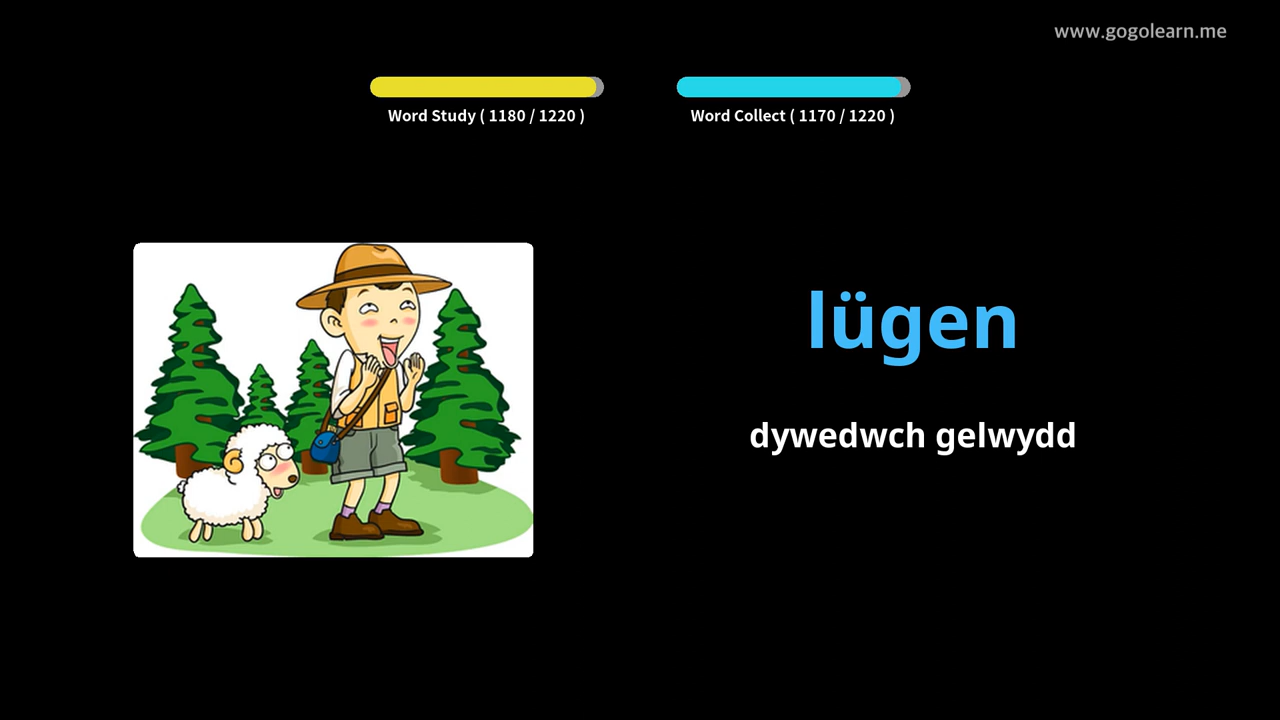 www.gogolearn.me
Word Study ( 1180 / 1220 )
Word Collect ( 1170 / 1220 )
lügen
dywedwch gelwydd